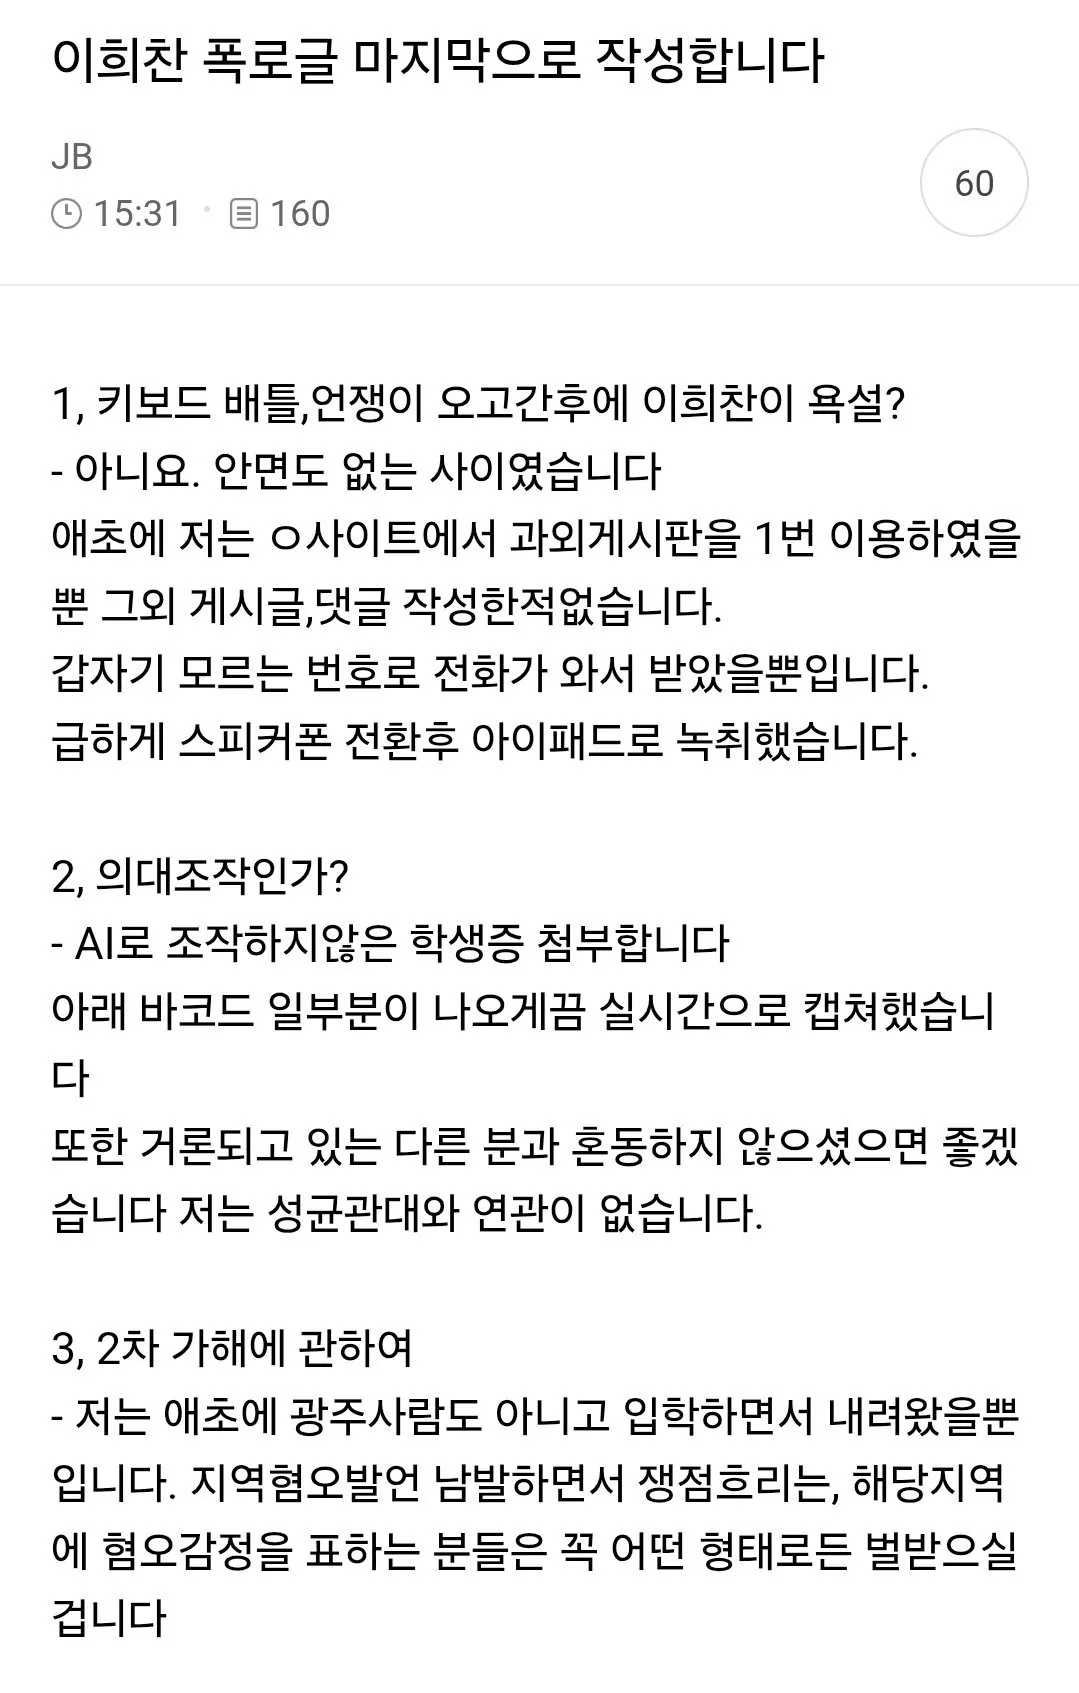 이희찬 폭로글 마지막으로 작성합니다
JB
15:31 · 160
60
1, 키보드 배틀,언쟁이 오고간후에 이희찬이 욕설?
- 아니요. 안면도 없는 사이였습니다
애초에 저는 ㅇ사이트에서 과외게시판을 1번 이용하였을
뿐 그외 게시글,댓글 작성한적없습니다.
갑자기 모르는 번호로 전화가 와서 받았을뿐입니다.
급하게 스피커폰 전환후 아이패드로 녹취했습니다.
2, 의대조작인가?
- AI로 조작하지않은 학생증 첨부합니다
아래 바코드 일부분이 나오게끔 실시간으로 캡쳐했습니
다
또한 거론되고 있는 다른 분과 혼동하지 않으셨으면 좋겠
습니다 저는 성균관대와 연관이 없습니다.
3, 2차 가해에 관하여
- 저는 애초에 광주사람도 아니고 입학하면서 내려왔을뿐
입니다. 지역혐오발언 남발하면서 쟁점흐리는, 해당지역
에 혐오감정을 표하는 분들은 꼭 어떤 형태로든 벌받으실
겁니다